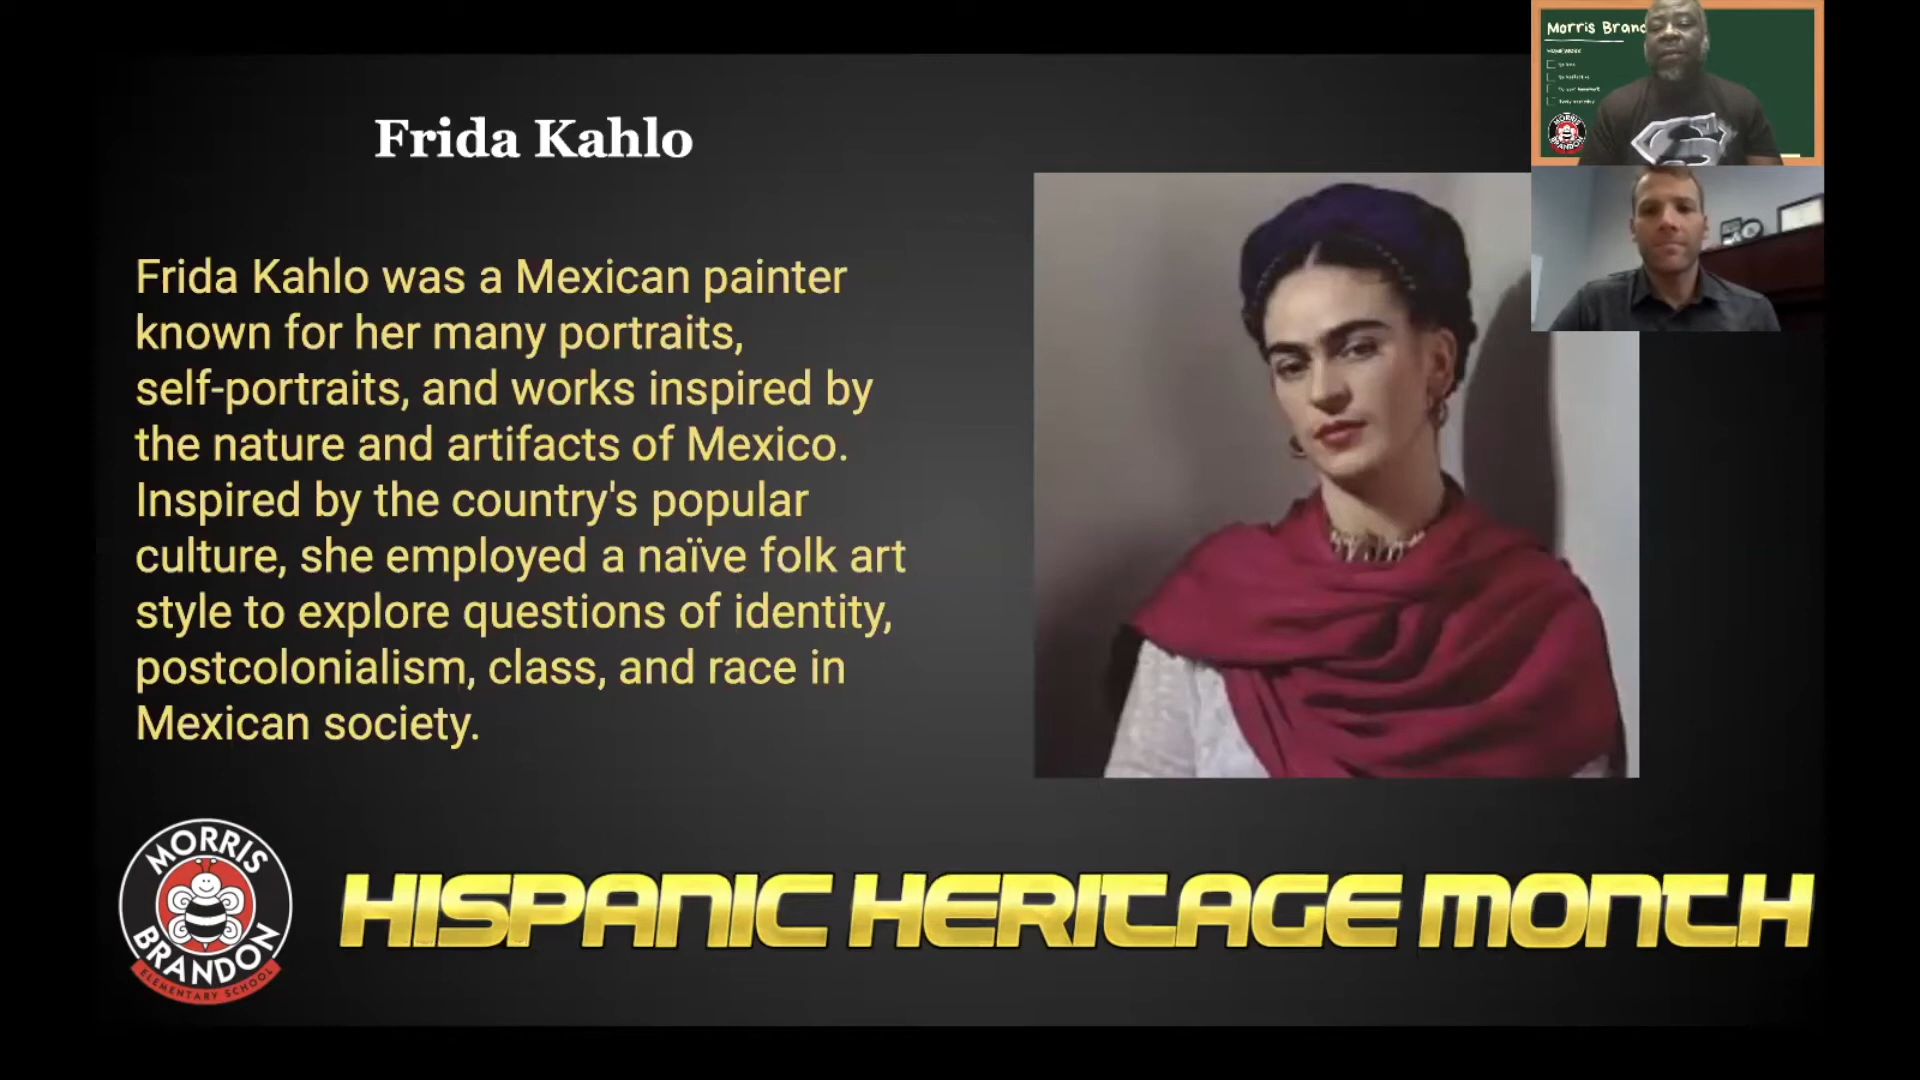 Frida Kahlo
Frida Kahlo was a Mexican painter
known for her many portraits,
self-portraits, and works inspired by
the nature and artifacts of Mexico.
Inspired by the country's popular
culture, she employed a naïve folk art
style to explore questions of identity,
postcolonialism, class, and race in
Mexican society.
MORRIS
BRANDON
ELEMENTARY SCHOOL
HISPANIC HERITAGE MONTH
Morris Brand
MORRIS
BRANDON